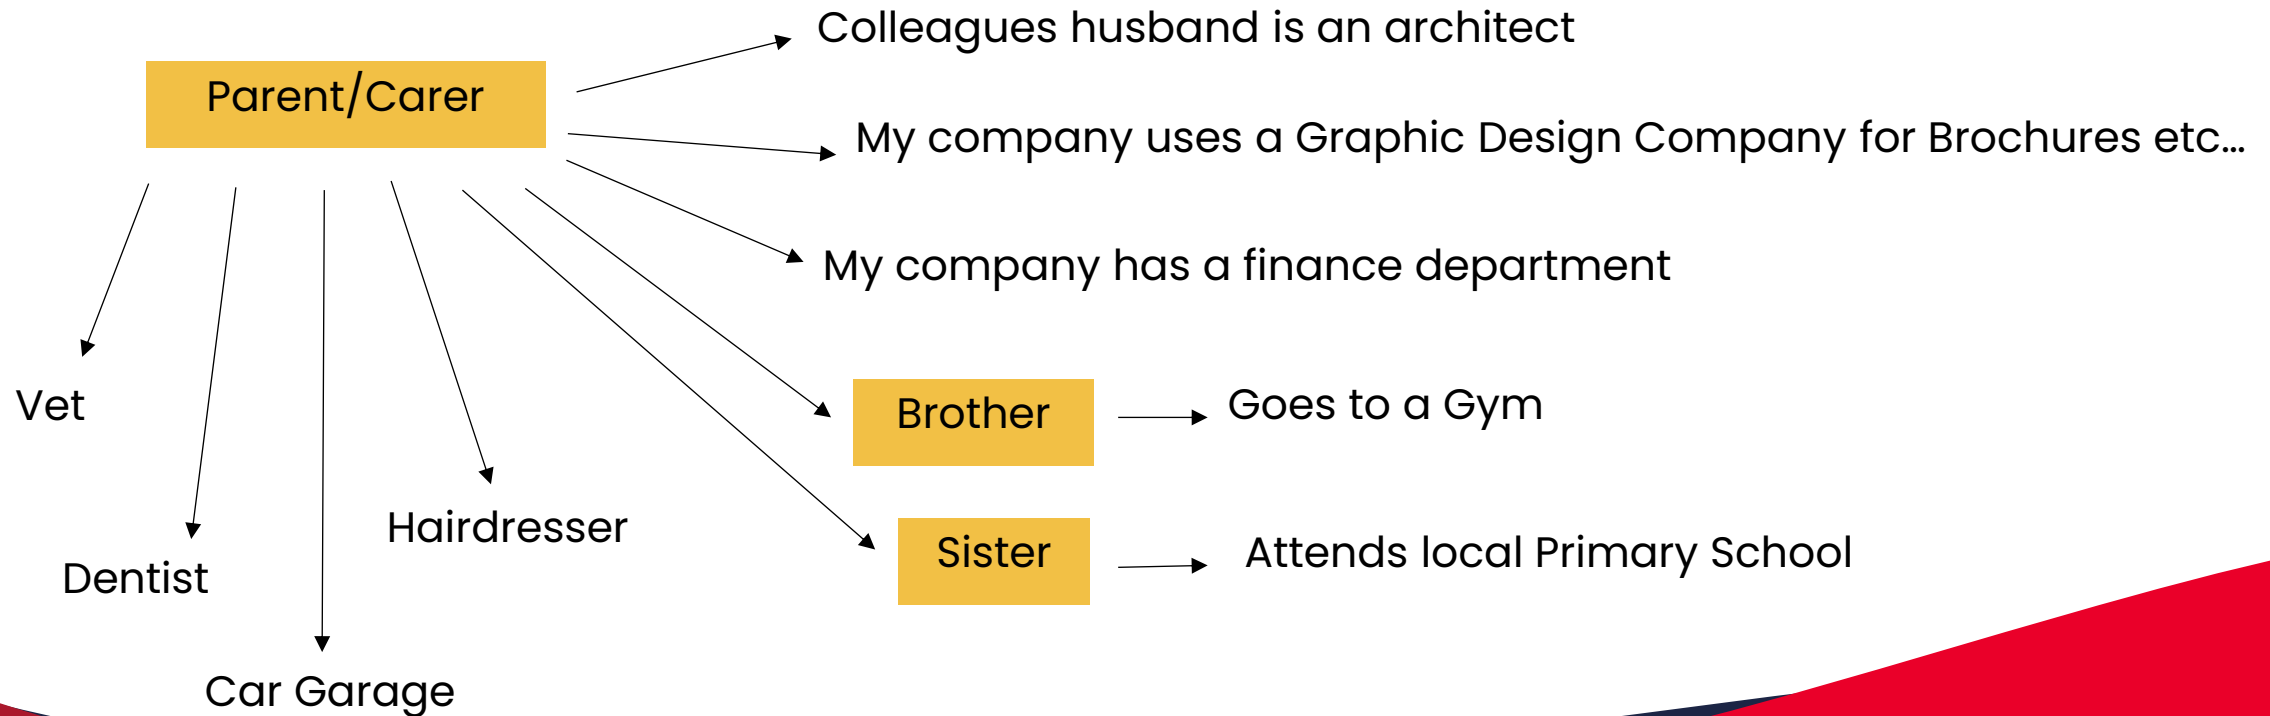 Colleagues husband is an architect
Parent/Carer
My company uses a Graphic Design Company for Brochures etc…
My company has a finance department
Vet
Brother
Goes to a Gym
Hairdresser
Sister
Attends local Primary School
Dentist
Car Garage